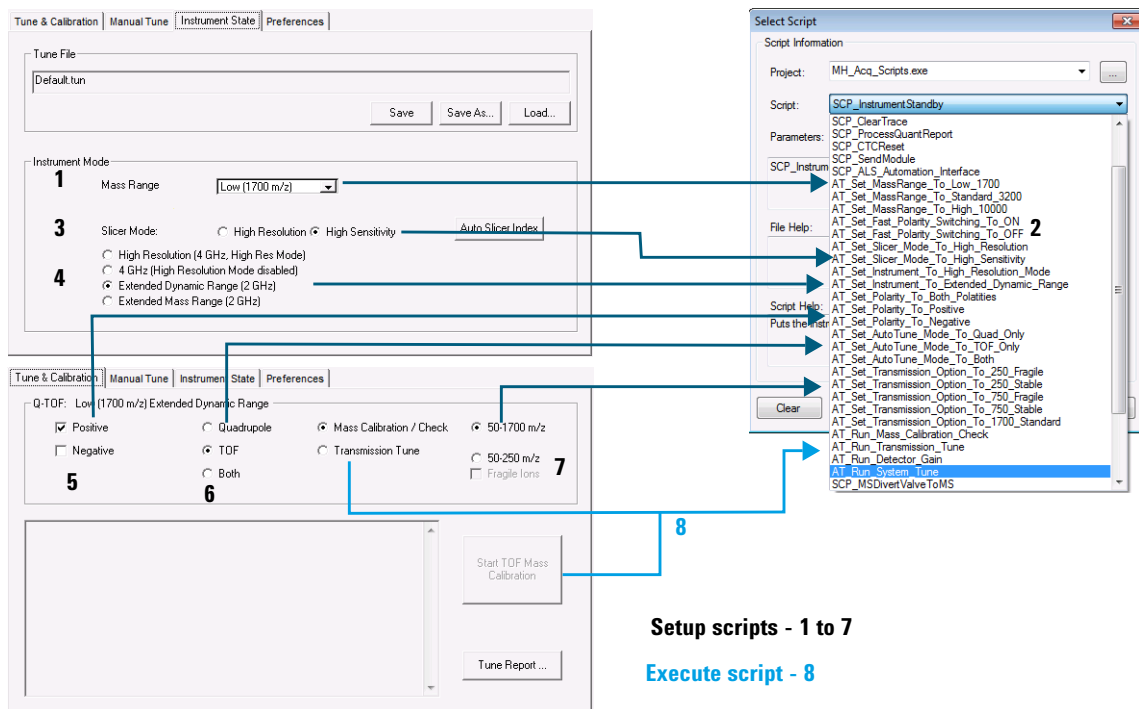 Tune & Calibration Manual Tune Instrument State Preferences
Tune File
Default.tun
Save Save As... Load...
Instrument Mode
1 Mass Range Low (1700 m/z)
3 Slicer Mode: High Resolution High Sensitivity Auto Slicer Index
4
High Resolution (4 GHz, High Res Mode)
4 GHz (High Resolution Mode disabled)
Extended Dynamic Range (2 GHz)
Extended Mass Range (2 GHz)
Tune & Calibration Manual Tune Instrument State Preferences
Q-TOF: Low (1700 m/z) Extended Dynamic Range
Positive Quadrupole Mass Calibration / Check 50-1700 m/z
Negative TOF Transmission Tune 50-250 m/z
Both Fragile Ions
5 6 7
Start TOF Mass
Calibration
Tune Report ...
Select Script
Script Information
Project: MH_Acq_Scripts.exe ...
Script: SCP_InstrumentStandby
Parameters:
SCP_Instrum
File Help:
Script Help:
Puts the instr
Clear
SCP_ClearTrace
SCP_ProcessQuantReport
SCP_CTCReset
SCP_SendModule
SCP_ALS_Automation_Interface
AT_Set_MassRange_To_Low_1700
AT_Set_MassRange_To_Standard_3200
AT_Set_MassRange_To_High_10000
AT_Set_Fast_Polarity_Switching_To_ON
AT_Set_Fast_Polarity_Switching_To_OFF
2
AT_Set_Slicer_Mode_To_High_Resolution
AT_Set_Slicer_Mode_To_High_Sensitivity
AT_Set_Instrument_To_High_Resolution_Mode
AT_Set_Instrument_To_Extended_Dynamic_Range
AT_Set_Polarity_To_Both_Polatities
AT_Set_Polarity_To_Positive
AT_Set_Polarity_To_Negative
AT_Set_AutoTune_Mode_To_Quad_Only
AT_Set_AutoTune_Mode_To_TOF_Only
AT_Set_AutoTune_Mode_To_Both
AT_Set_Transmission_Option_To_250_Fragile
AT_Set_Transmission_Option_To_250_Stable
AT_Set_Transmission_Option_To_750_Fragile
AT_Set_Transmission_Option_To_750_Stable
AT_Set_Transmission_Option_To_1700_Standard
AT_Run_Mass_Calibration_Check
AT_Run_Transmission_Tune
AT_Run_Detector_Gain
AT_Run_System_Tune
SCP_MSDivertValveToMS
8
Setup scripts - 1 to 7
Execute script - 8